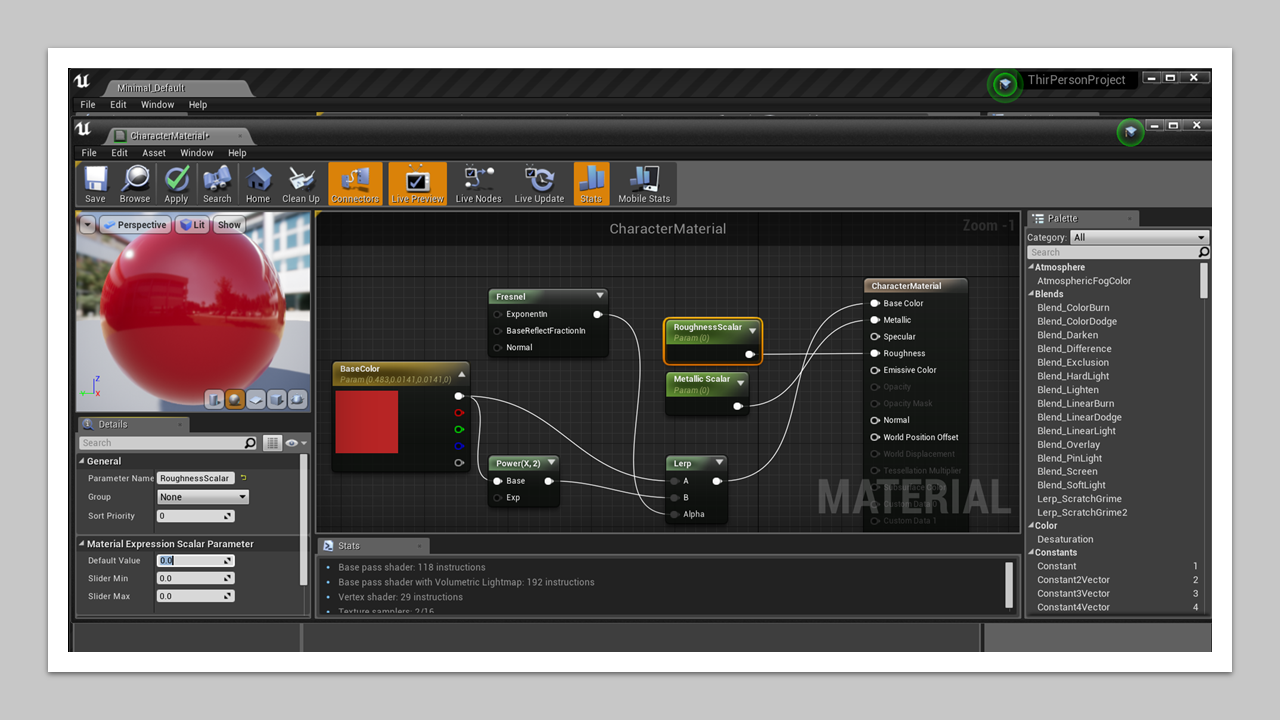 Minimal_Default
ThirPersonProject
File Edit Window Help
CharacterMaterial*
File Edit Asset Window Help
Save Browse Apply Search Home Clean Up Connectors Live Preview Live Nodes Live Update Stats Mobile Stats
Perspective Lit Show
CharacterMaterial
Zoom -1
Palette
Category: All
Search
Atmosphere
AtmosphericFogColor
Blends
Blend_ColorBurn
Blend_ColorDodge
Blend_Darken
Blend_Difference
Blend_Exclusion
Blend_HardLight
Blend_Lighten
Blend_LinearBurn
Blend_LinearDodge
Blend_LinearLight
Blend_Overlay
Blend_PinLight
Blend_Screen
Blend_SoftLight
Lerp_ScratchGrime
Lerp_ScratchGrime2
Color
Desaturation
Constants
Constant 1
Constant2Vector 2
Constant3Vector 3
Constant4Vector 4
Fresnel
ExponentIn
BaseReflectFractionIn
Normal
BaseColor
Param (0.483,0.0141,0.0141,0)
Power(X, 2)
Base
Exp
RoughnessScalar
Param (0)
Metallic Scalar
Param (0)
Lerp
A
B
Alpha
CharacterMaterial
Base Color
Metallic
Specular
Roughness
Emissive Color
Opacity
Opacity Mask
Normal
World Position Offset
World Displacement
Tessellation Multiplier
Custom Data 0
Custom Data 1
MATERIAL
z
x
Details
Search
General
Parameter Name RoughnessScalar
Group None
Sort Priority 0
Material Expression Scalar Parameter
Default Value 0.0
Slider Min 0.0
Slider Max 0.0
Stats
Base pass shader: 118 instructions
Base pass shader with Volumetric Lightmap: 192 instructions
Vertex shader: 29 instructions
Texture samplers: 2/16